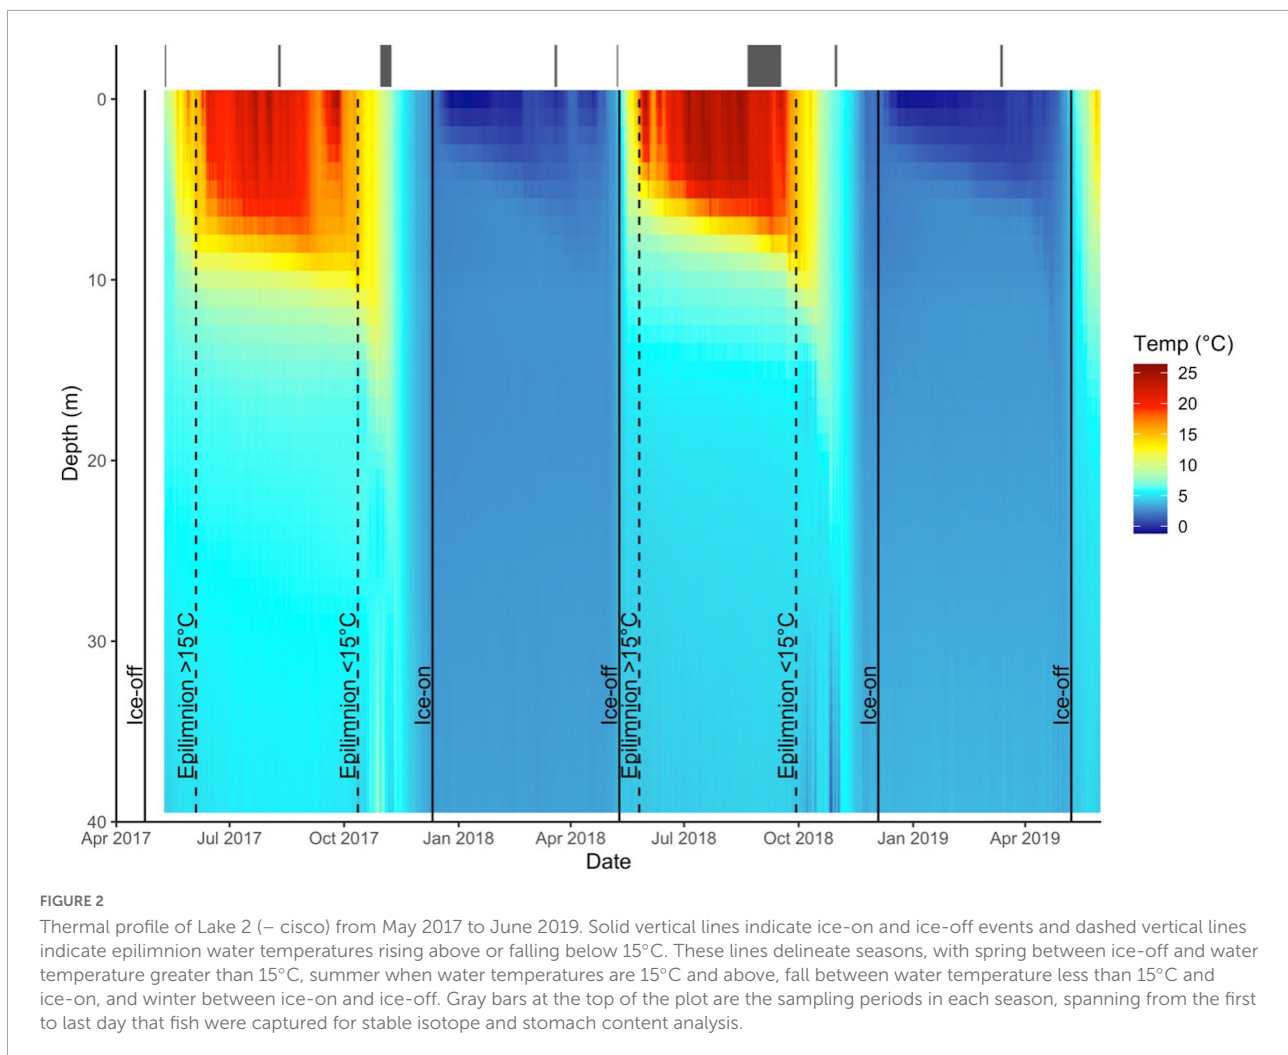 0
10
20
30
40
Depth (m)
Ice-off
Epilimnion >15°C
Epilimnion <15°C
Ice-on
Ice-off
Epilimnion >15°C
Epilimnion <15°C
Ice-on
Ice-off
Apr 2017 Jul 2017 Oct 2017 Jan 2018 Apr 2018 Jul 2018 Oct 2018 Jan 2019 Apr 2019
Date
Temp (°C)
25
20
15
10
5
0
FIGURE 2
Thermal profile of Lake 2 (– cisco) from May 2017 to June 2019. Solid vertical lines indicate ice-on and ice-off events and dashed vertical lines
indicate epilimnion water temperatures rising above or falling below 15°C. These lines delineate seasons, with spring between ice-off and water
temperature greater than 15°C, summer when water temperatures are 15°C and above, fall between water temperature less than 15°C and
ice-on, and winter between ice-on and ice-off. Gray bars at the top of the plot are the sampling periods in each season, spanning from the first
to last day that fish were captured for stable isotope and stomach content analysis.